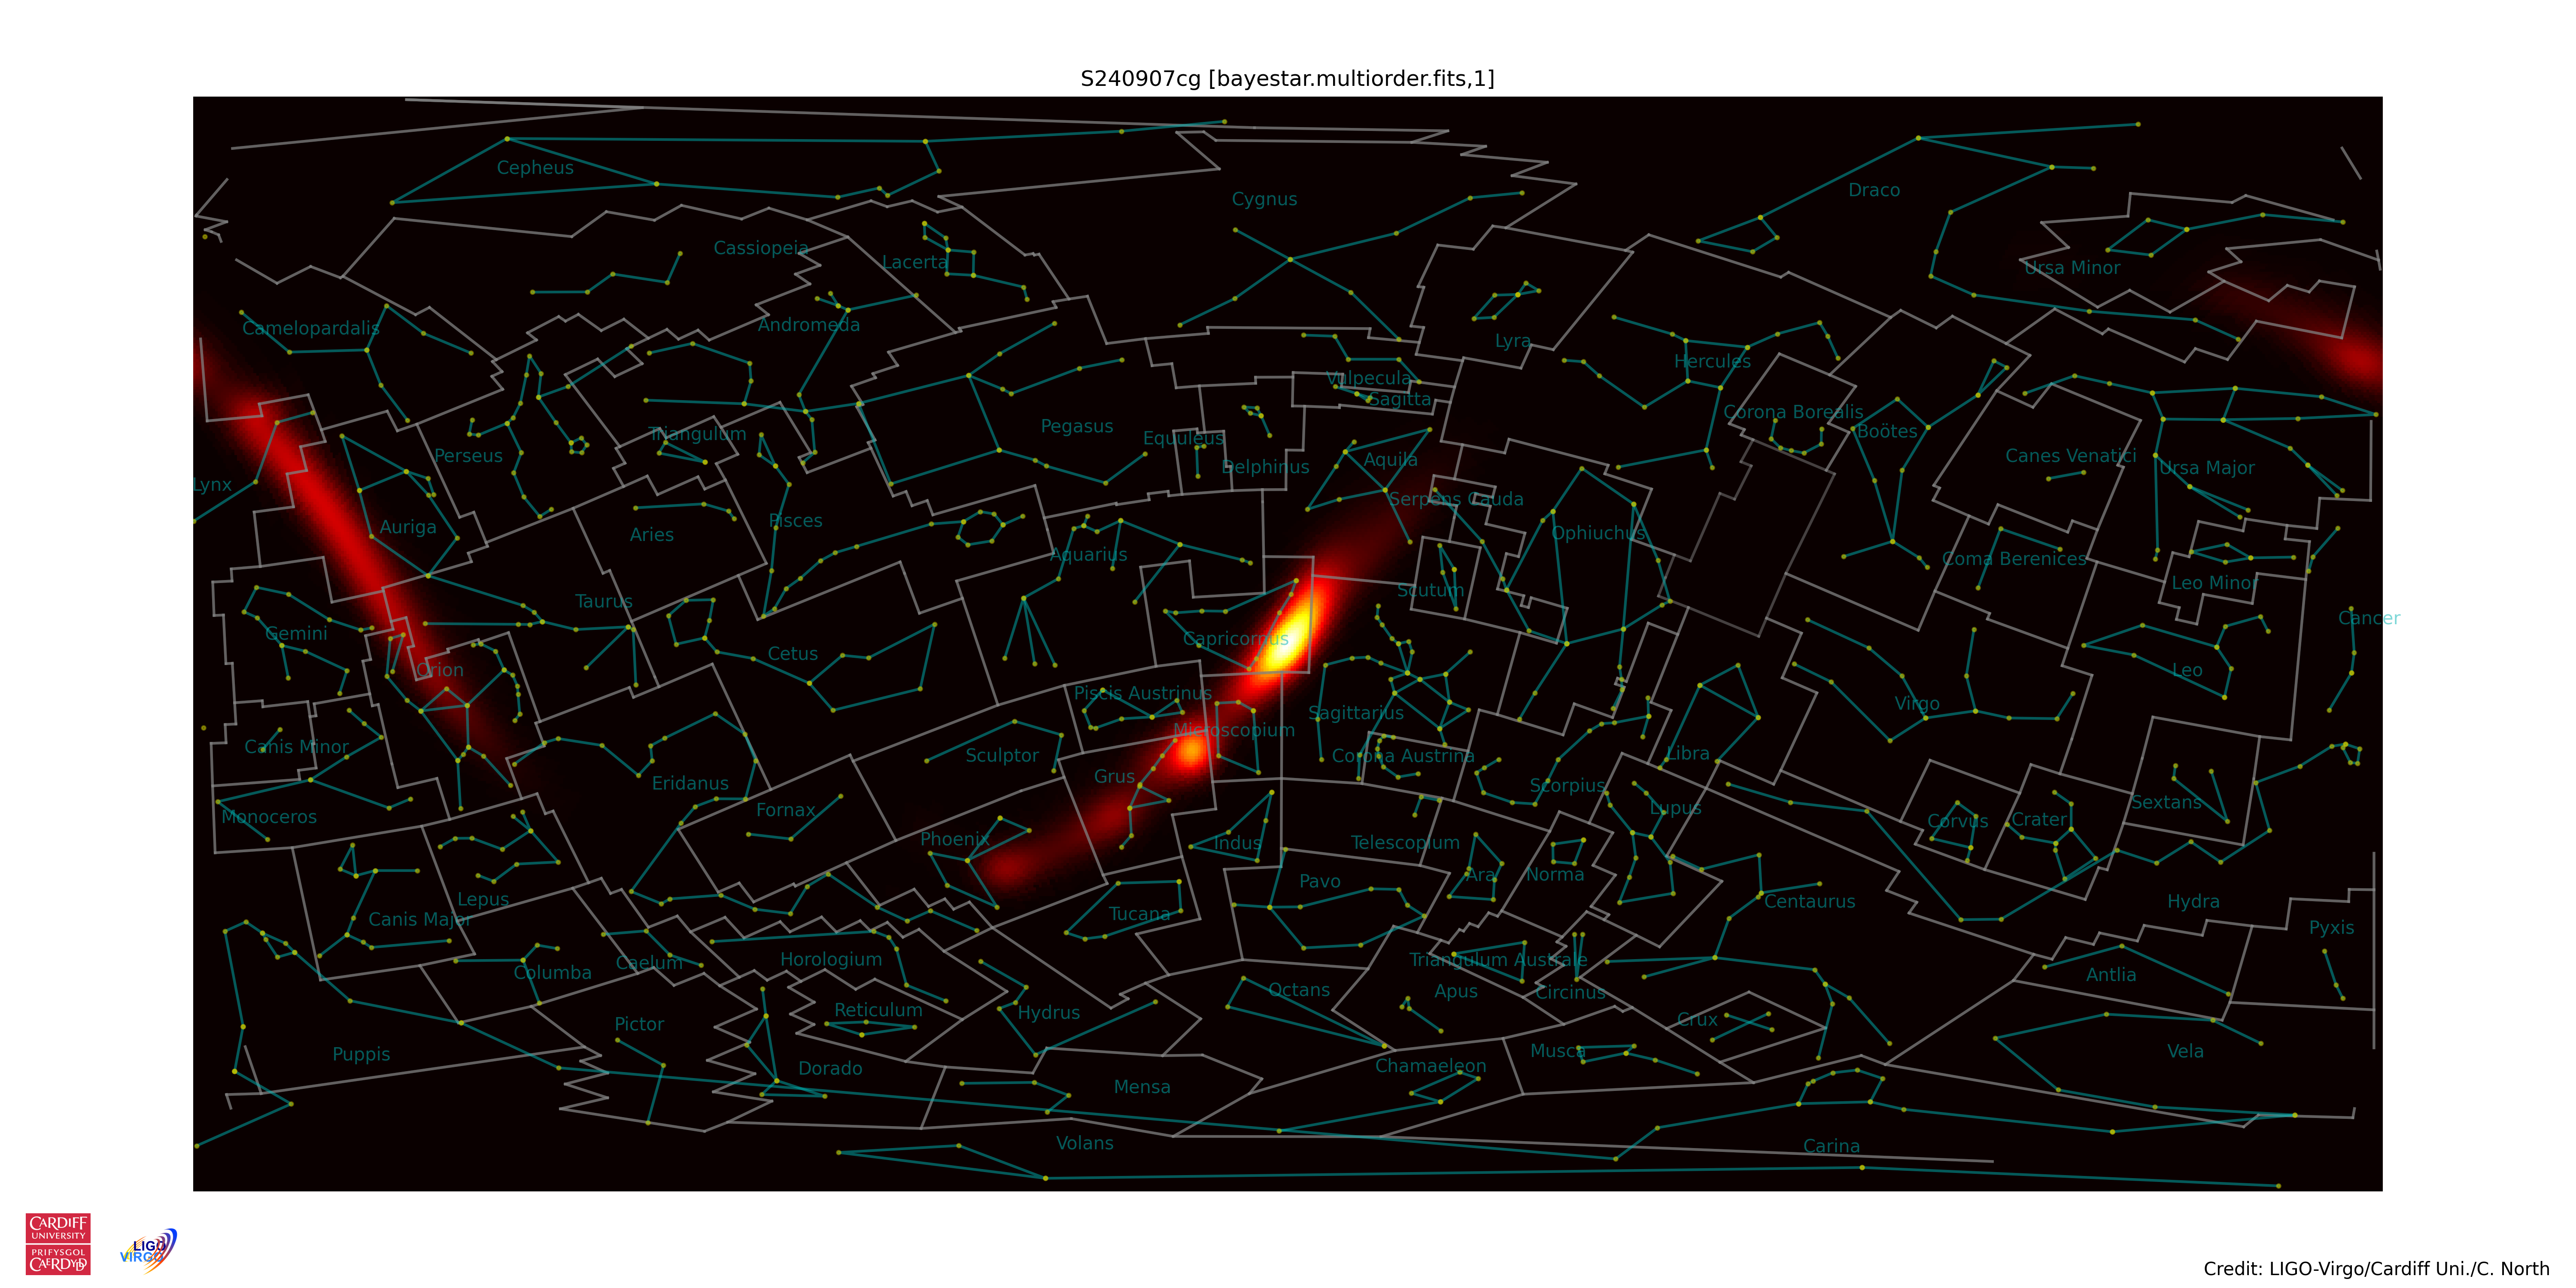 S240907cg [bayestar.multiorder.fits,1]
Cepheus
Cygnus
Draco
Cassiopeia
Lacerta
Ursa Minor
Camelopardalis
Andromeda
Lyra
Hercules
Vulpecula
Sagitta
Corona Borealis
Boötes
Triangulum
Pegasus
Equuleus
Delphinus
Aquila
Perseus
Canes Venatici
Ursa Major
Lynx
Auriga
Aries
Pisces
Aquarius
Serpens Cauda
Ophiuchus
Coma Berenices
Leo Minor
Taurus
Scutum
Gemini
Cetus
Capricornus
Cancer
Orion
Piscis Austrinus
Sagittarius
Virgo
Leo
Canis Minor
Sculptor
Microscopium
Corona Austrina
Libra
Eridanus
Grus
Scorpius
Monoceros
Fornax
Phoenix
Indus
Telescopium
Lupus
Corvus
Crater
Sextans
Canis Major
Lepus
Tucana
Pavo
Ara
Norma
Centaurus
Hydra
Pyxis
Columba
Caelum
Horologium
Triangulum Australe
Antlia
Pictor
Reticulum
Hydrus
Octans
Apus
Circinus
Crux
Puppis
Dorado
Mensa
Chamaeleon
Musca
Vela
Volans
Carina
CARDIFF
UNIVERSITY
PRIFYSGOL
CAERDYDD
LIGO
VIRGO
Credit: LIGO-Virgo/Cardiff Uni./C. North